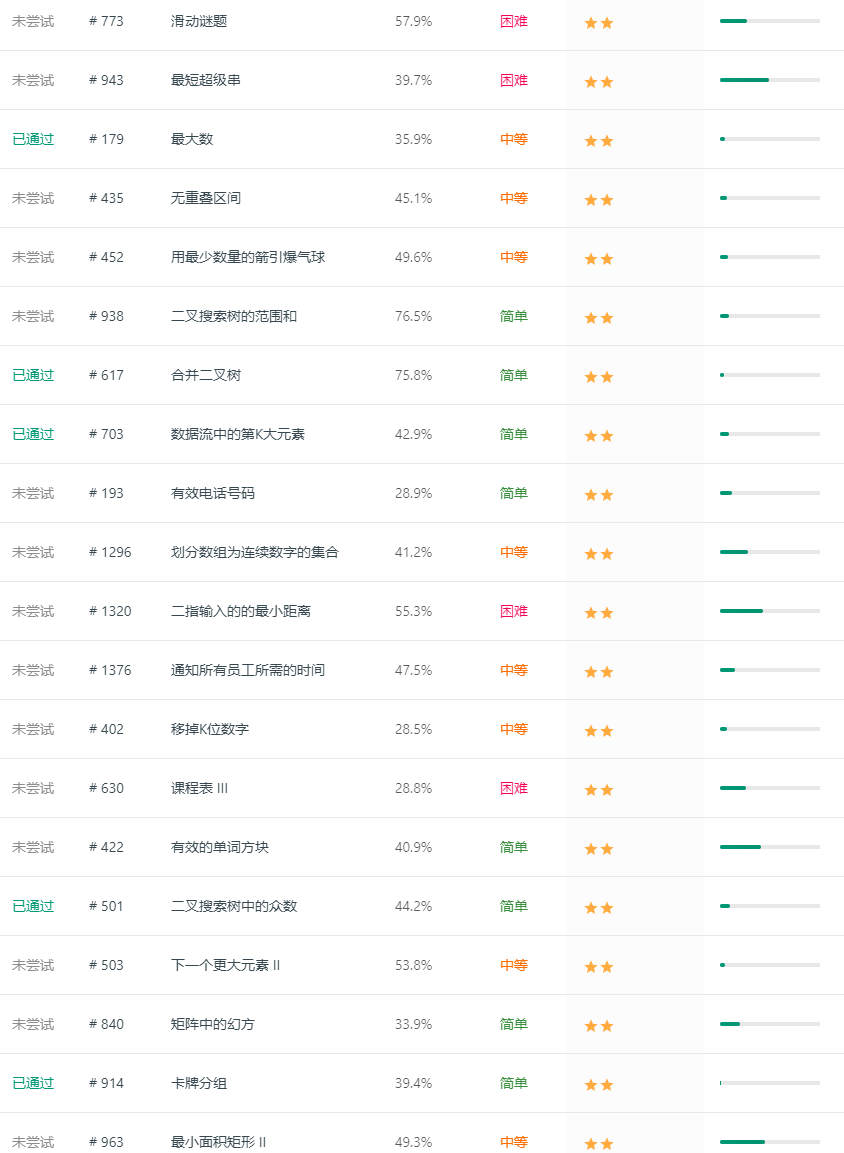 未尝试 # 773 滑动谜题 57.9% 困难
未尝试 # 943 最短超级串 39.7% 困难
已通过 # 179 最大数 35.9% 中等
未尝试 # 435 无重叠区间 45.1% 中等
未尝试 # 452 用最少数量的箭引爆气球 49.6% 中等
未尝试 # 938 二叉搜索树的范围和 76.5% 简单
已通过 # 617 合并二叉树 75.8% 简单
已通过 # 703 数据流中的第K大元素 42.9% 简单
未尝试 # 193 有效电话号码 28.9% 简单
未尝试 # 1296 划分数组为连续数字的集合 41.2% 中等
未尝试 # 1320 二指输入的的最小距离 55.3% 困难
未尝试 # 1376 通知所有员工所需的时间 47.5% 中等
未尝试 # 402 移掉K位数字 28.5% 中等
未尝试 # 630 课程表 III 28.8% 困难
未尝试 # 422 有效的单词方块 40.9% 简单
已通过 # 501 二叉搜索树中的众数 44.2% 简单
未尝试 # 503 下一个更大元素 II 53.8% 中等
未尝试 # 840 矩阵中的幻方 33.9% 简单
已通过 # 914 卡牌分组 39.4% 简单
未尝试 # 963 最小面积矩形 II 49.3% 中等